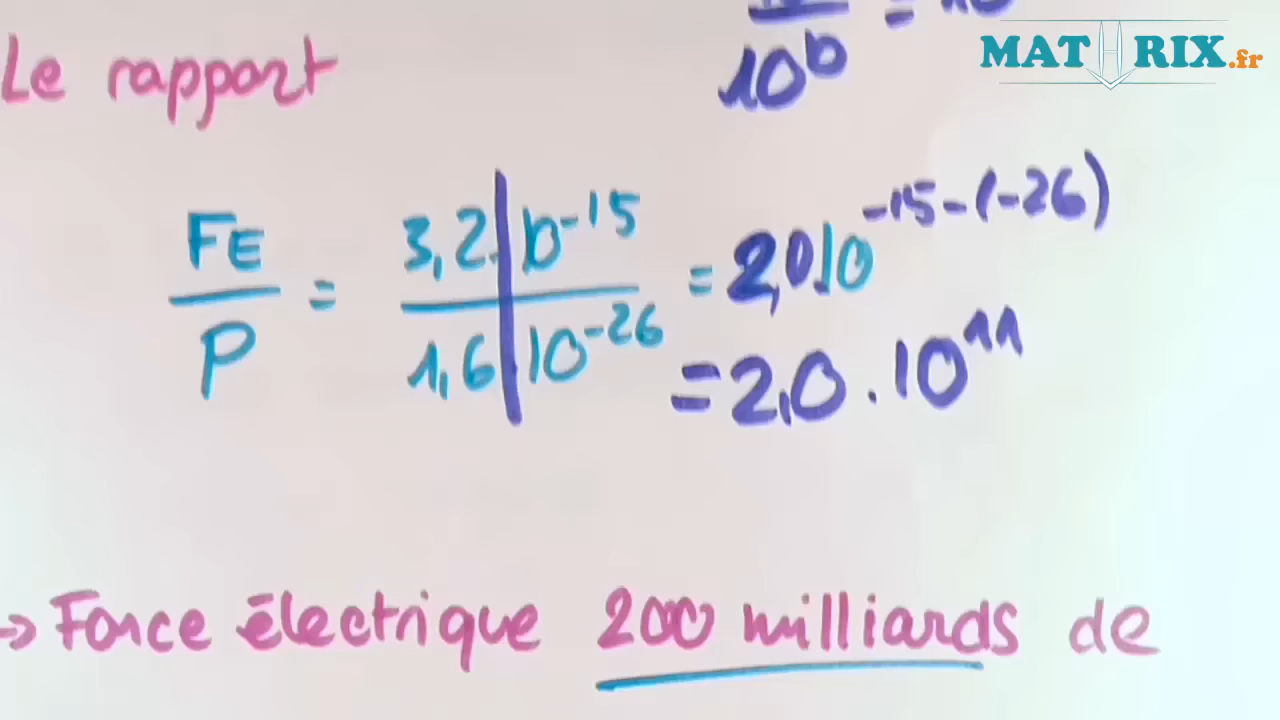 MATHRIX.fr
10^b = 10
Le rapport
FE/P = 3,2.10^-15 / 1,6 10^-26 = 2,0.10^-15-(-26)
= 2,0 . 10^11
→ Force électrique 200 milliards de